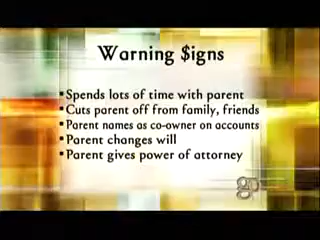 Warning $igns
▪Spends lots of time with parent
▪Cuts parent off from family, friends
▪Parent names as co-owner on accounts
▪Parent changes will
▪Parent gives power of attorney